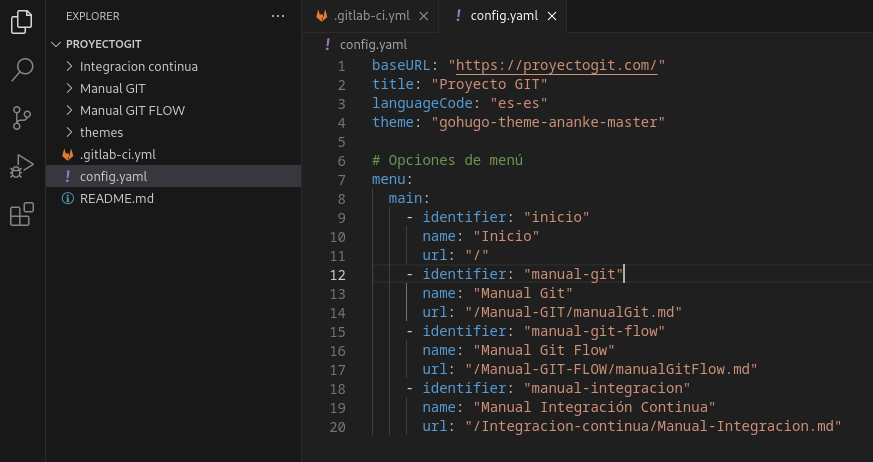 EXPLORER
PROYECTOGIT
Integracion continua
Manual GIT
Manual GIT FLOW
themes
.gitlab-ci.yml
config.yaml
README.md
.gitlab-ci.yml
config.yaml
config.yaml
1 baseURL: "https://proyectogit.com/"
2 title: "Proyecto GIT"
3 languageCode: "es-es"
4 theme: "gohugo-theme-ananke-master"
5
6 # Opciones de menú
7 menu:
8   main:
9     - identifier: "inicio"
10       name: "Inicio"
11       url: "/"
12     - identifier: "manual-git"
13       name: "Manual Git"
14       url: "/Manual-GIT/manualGit.md"
15     - identifier: "manual-git-flow"
16       name: "Manual Git Flow"
17       url: "/Manual-GIT-FLOW/manualGitFlow.md"
18     - identifier: "manual-integracion"
19       name: "Manual Integración Continua"
20       url: "/Integracion-continua/Manual-Integracion.md"